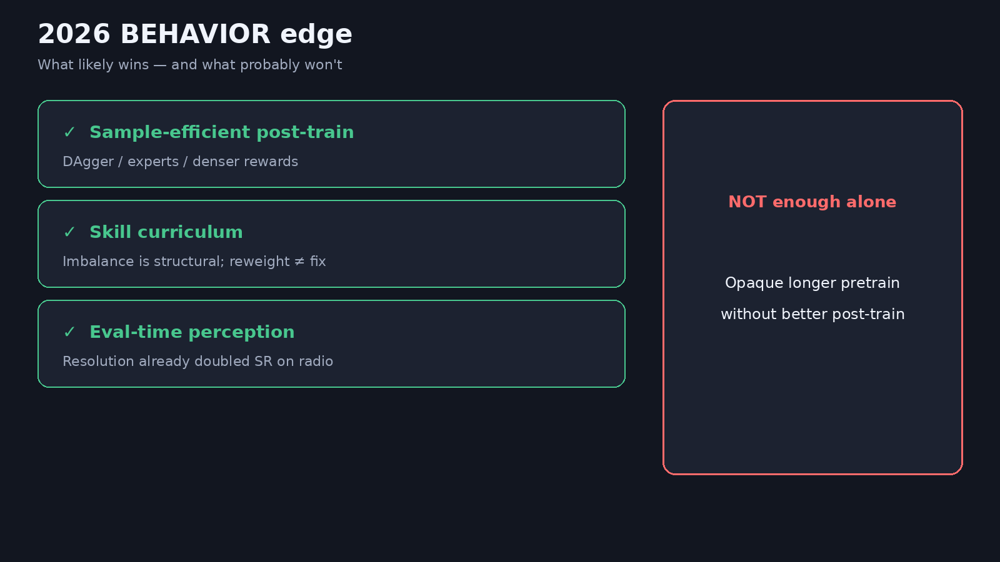 2026 BEHAVIOR edge
What likely wins — and what probably won't
✓ Sample-efficient post-train
DAgger / experts / denser rewards
✓ Skill curriculum
Imbalance is structural; reweight ≠ fix
✓ Eval-time perception
Resolution already doubled SR on radio
NOT enough alone
Opaque longer pretrain
without better post-train